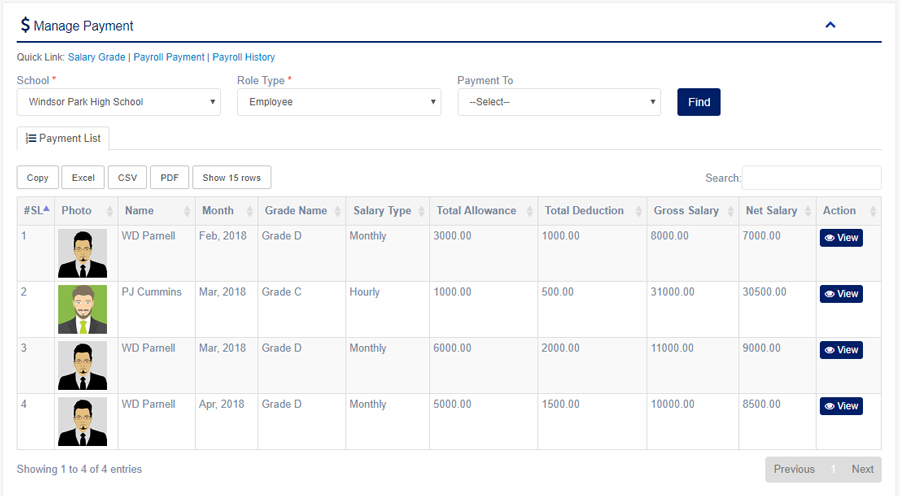 $ Manage Payment
Quick Link: Salary Grade | Payroll Payment | Payroll History
School * Role Type * Payment To
Windsor Park High School Employee --Select-- Find
Payment List
Copy Excel CSV PDF Show 15 rows Search:
#SL Photo Name Month Grade Name Salary Type Total Allowance Total Deduction Gross Salary Net Salary Action
1 WD Parnell Feb, 2018 Grade D Monthly 3000.00 1000.00 8000.00 7000.00 View
2 PJ Cummins Mar, 2018 Grade C Hourly 1000.00 500.00 31000.00 30500.00 View
3 WD Parnell Mar, 2018 Grade D Monthly 6000.00 2000.00 11000.00 9000.00 View
4 WD Parnell Apr, 2018 Grade D Monthly 5000.00 1500.00 10000.00 8500.00 View
Showing 1 to 4 of 4 entries Previous 1 Next